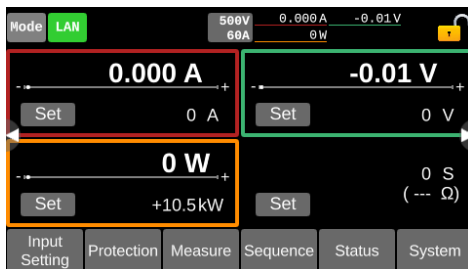 Mode LAN 500V 60A 0.000A -0.01V 0W
0.000 A
- +
Set 0 A
-0.01 V
- +
Set 0 V
0 W
- +
Set +10.5kW
0 S
Set (--- Ω)
Input Setting Protection Measure Sequence Status System